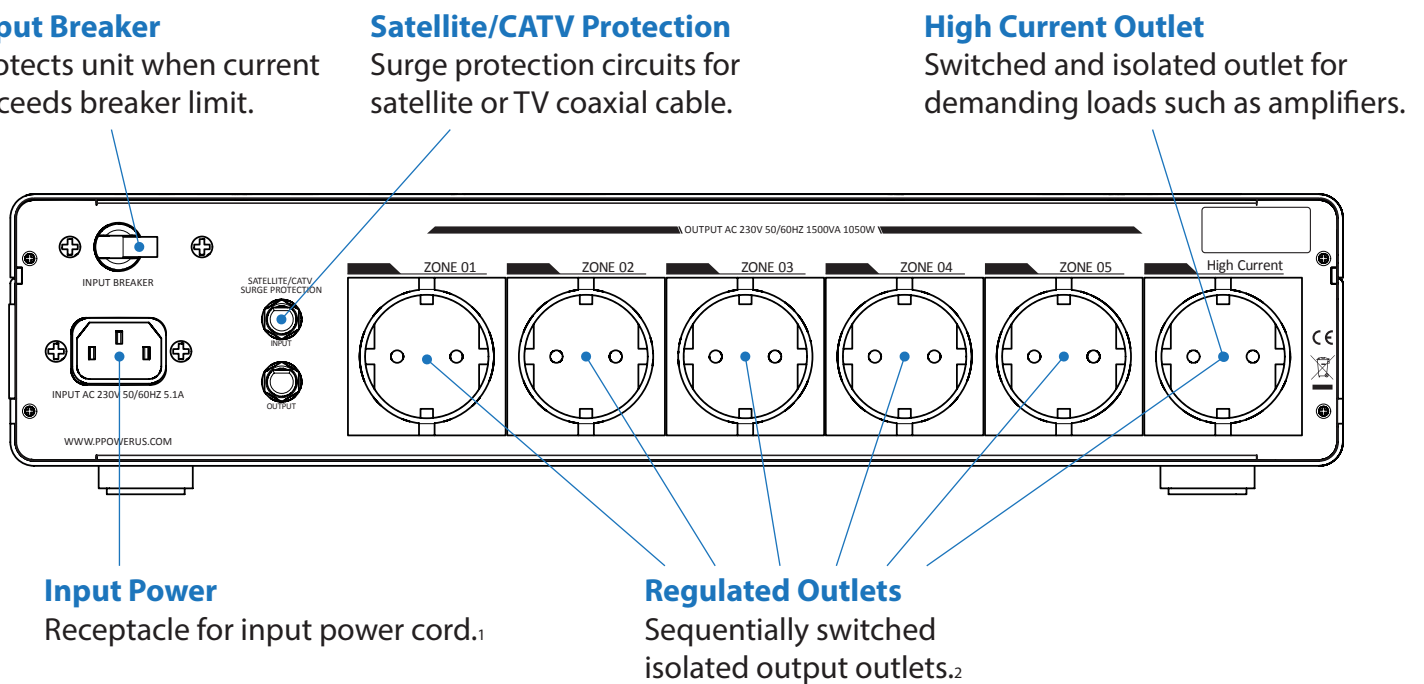 put Breaker
otects unit when current
ceeds breaker limit.
Satellite/CATV Protection
Surge protection circuits for
satellite or TV coaxial cable.
High Current Outlet
Switched and isolated outlet for
demanding loads such as amplifiers.
OUTPUT AC 230V 50/60HZ 1500VA 1050W
INPUT BREAKER
SATELLITE/CATV
SURGE PROTECTION
INPUT
OUTPUT
ZONE 01
ZONE 02
ZONE 03
ZONE 04
ZONE 05
High Current
CE
INPUT AC 230V 50/60HZ 5.1A
WWW.PPOWERUS.COM
Input Power
Receptacle for input power cord.1
Regulated Outlets
Sequentially switched
isolated output outlets.2